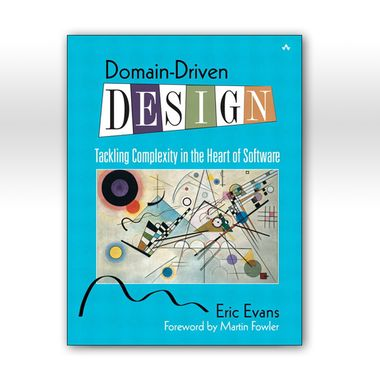 Domain-Driven
DESIGN
Tackling Complexity in the Heart of Software
Eric Evans
Foreword by Martin Fowler